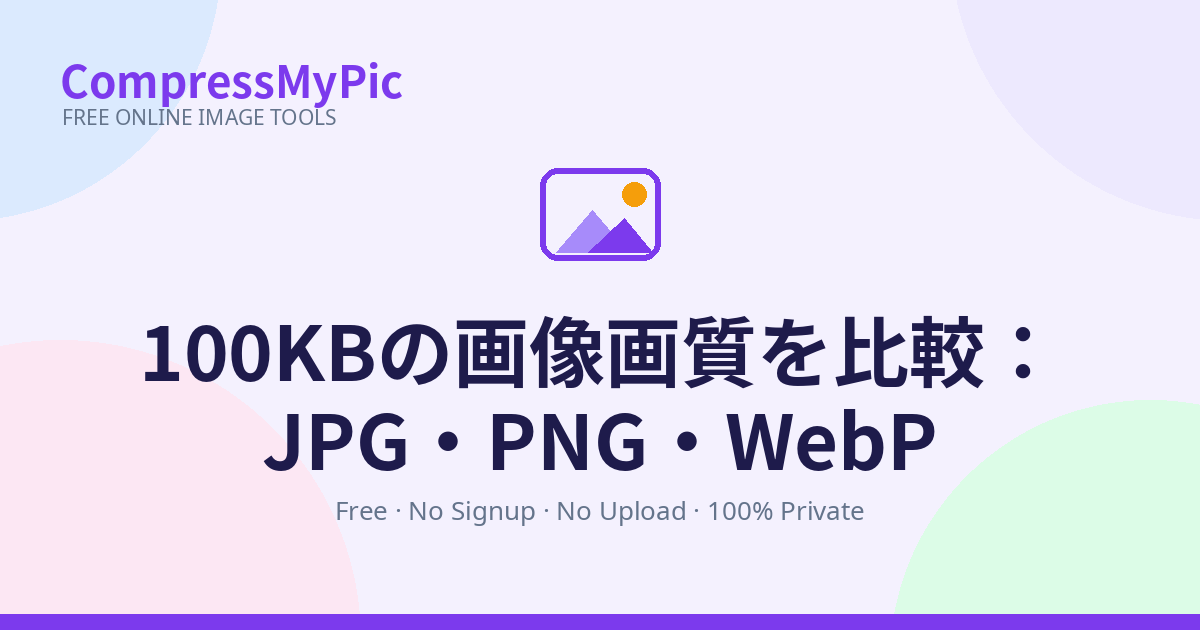 CompressMyPic
FREE ONLINE IMAGE TOOLS
100KBの画像画質を比較：
JPG・PNG・WebP
Free · No Signup · No Upload · 100% Private